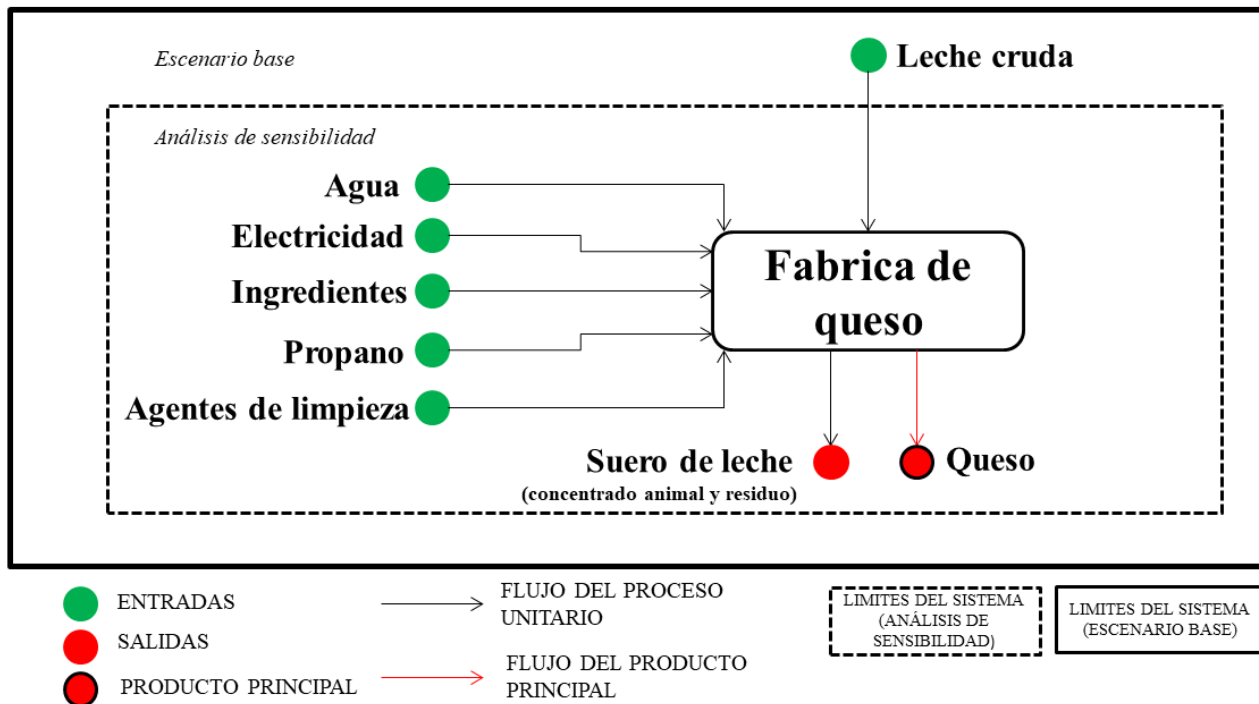 Escenario base
Leche cruda
Análisis de sensibilidad
Agua
Electricidad
Ingredientes
Propano
Agentes de limpieza
Fabrica de
queso
Suero de leche
(concentrado animal y residuo)
Queso
ENTRADAS
SALIDAS
PRODUCTO PRINCIPAL
FLUJO DEL PROCESO
UNITARIO
FLUJO DEL PRODUCTO
PRINCIPAL
LIMITES DEL SISTEMA
(ANÁLISIS DE
SENSIBILIDAD)
LIMITES DEL SISTEMA
(ESCENARIO BASE)